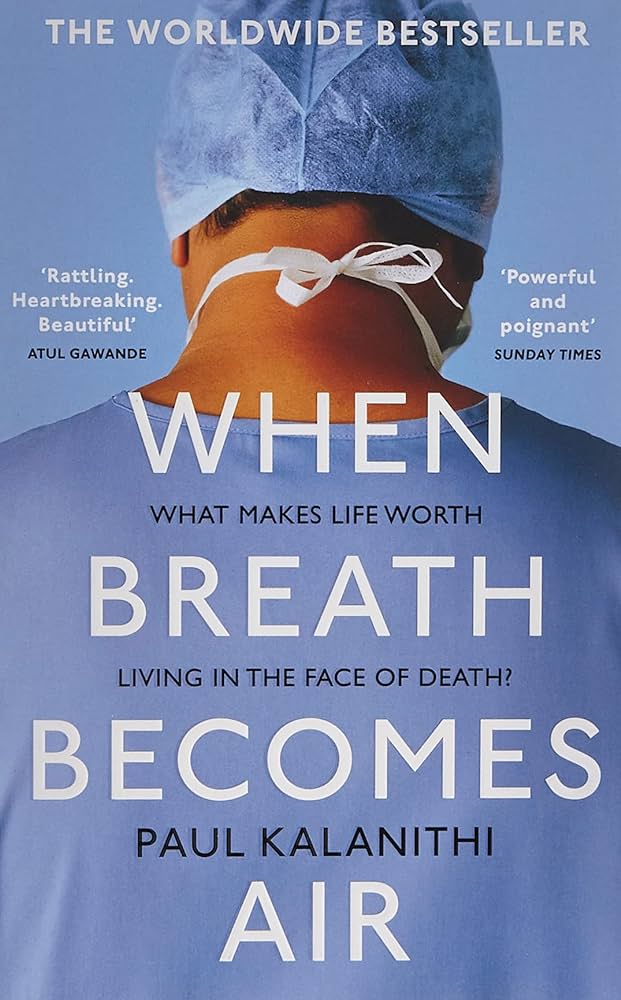 THE WORLDWIDE BESTSELLER
'Rattling.
Heartbreaking.
Beautiful'
ATUL GAWANDE
'Powerful
and
poignant'
SUNDAY TIMES
WHEN
WHAT MAKES LIFE WORTH
BREATH
LIVING IN THE FACE OF DEATH?
BECOMES
PAUL KALANITHI
AIR